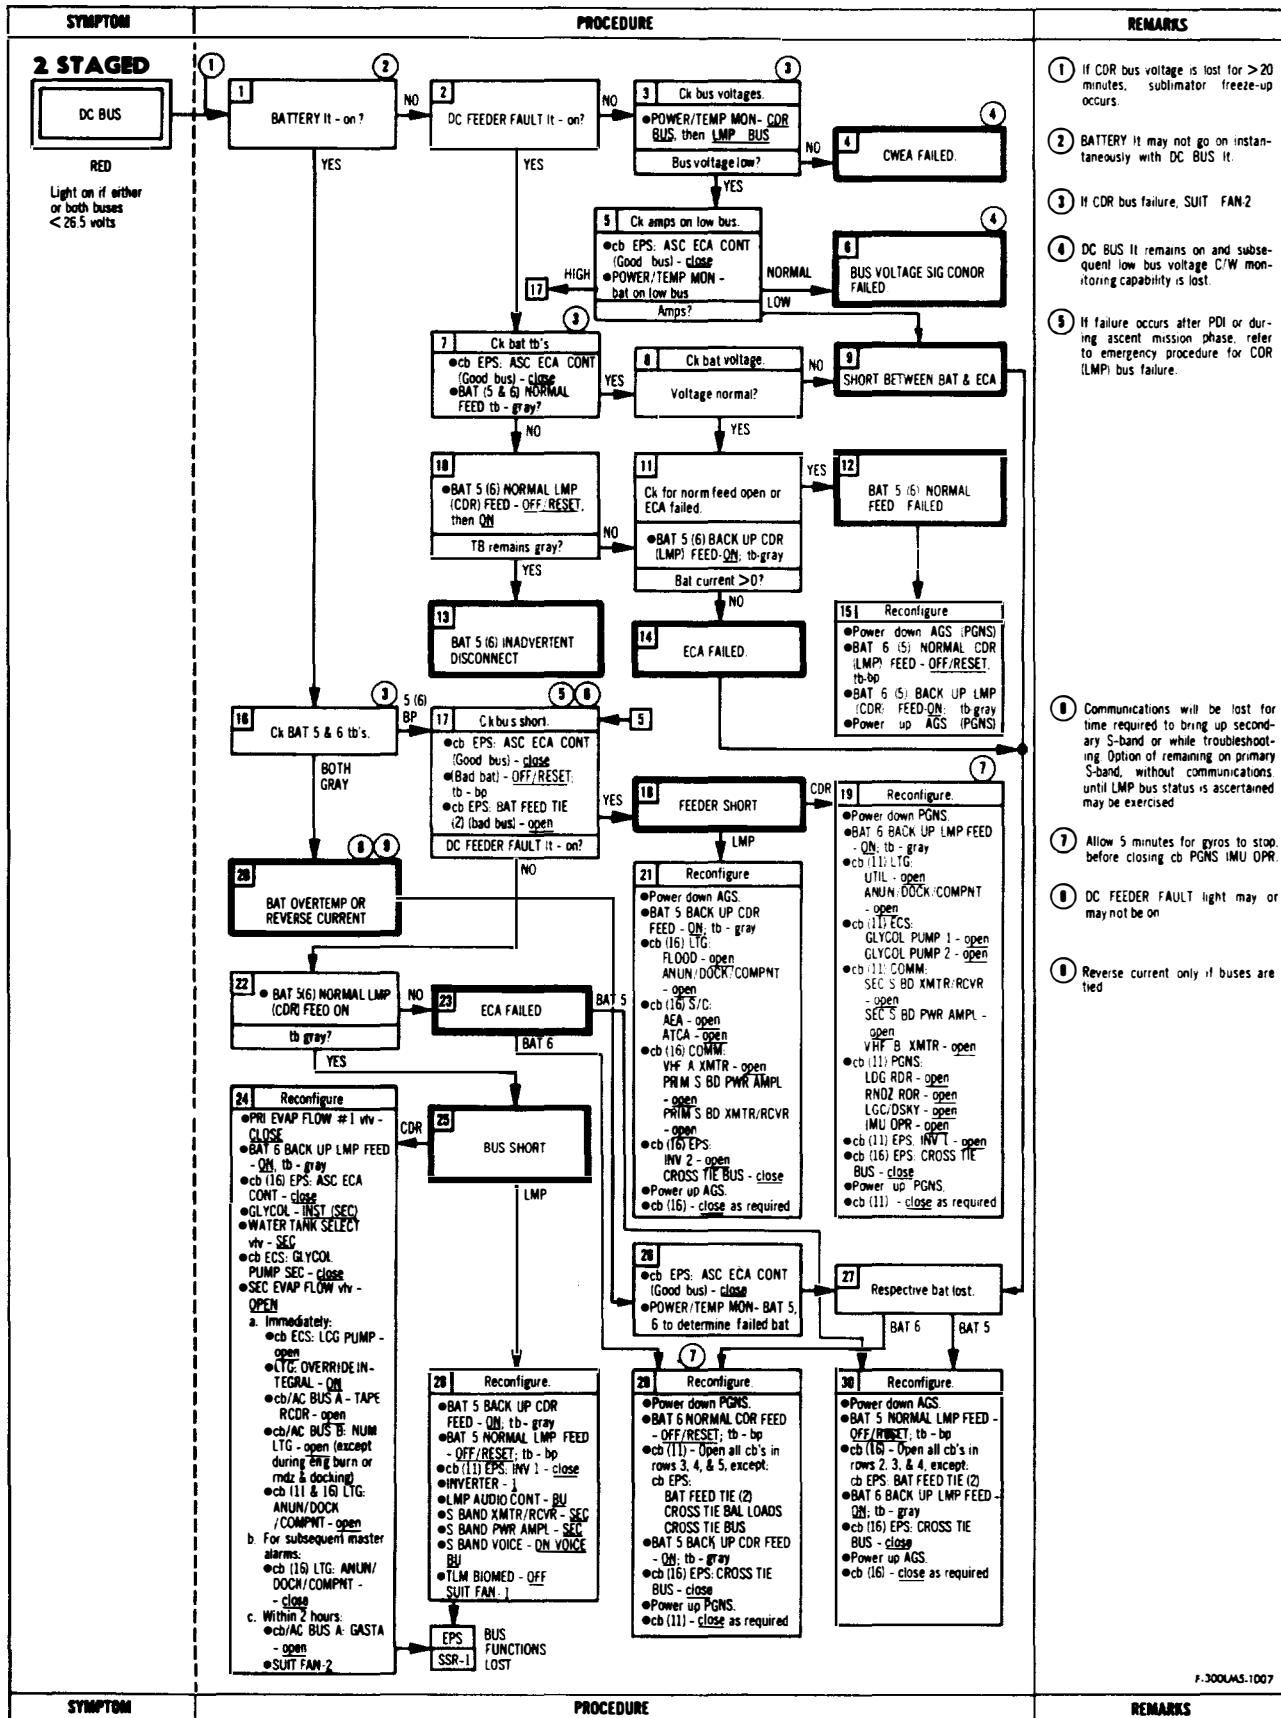 SYMPTOM
PROCEDURE
REMARKS
2 STAGED
DC BUS
RED
Light on if either
or both buses
< 26.5 volts
1
2
1
BATTERY lt - on ?
NO
YES
2
DC FEEDER FAULT lt - on?
NO
YES
3
3
Ck bus voltages.
●POWER/TEMP MON- CDR
BUS, then LMP BUS
Bus voltage low?
NO
YES
4
4
CWEA FAILED.
5
Ck amps on low bus.
●cb EPS: ASC ECA CONT
(Good bus) - close
●POWER/TEMP MON -
bat on low bus
Amps?
HIGH
17
NORMAL
LOW
4
6
BUS VOLTAGE SIG CONOR
FAILED.
3
7
Ck bat tb's
●cb EPS: ASC ECA CONT
(Good bus) - close
●BAT (5 & 6) NORMAL
FEED tb - gray?
YES
NO
8
Ck bat voltage.
Voltage normal?
NO
YES
9
SHORT BETWEEN BAT & ECA
10
●BAT 5 (6) NORMAL LMP
(CDR) FEED - OFF/RESET,
then ON
TB remains gray?
NO
YES
11
Ck for norm feed open or
ECA failed.
●BAT 5 (6) BACK UP CDR
(LMP) FEED-ON; tb-gray
Bat current >0?
YES
NO
12
BAT 5 (6) NORMAL
FEED FAILED
13
BAT 5 (6) INADVERTENT
DISCONNECT
14
ECA FAILED.
15
Reconfigure
●Power down AGS (PGNS)
●BAT 6 (5) NORMAL CDR
(LMP) FEED - OFF/RESET,
tb-bp
●BAT 6 (5) BACK UP LMP
(CDR) FEED-ON: tb-gray
●Power up AGS (PGNS)
3
16
Ck BAT 5 & 6 tb's.
5 (6)
BP
BOTH
GRAY
5
6
17
Ck bus short.
●cb EPS: ASC ECA CONT
(Good bus) - close
●(Bad bat) - OFF/RESET;
tb - bp
●cb EPS: BAT FEED TIE
(2) (bad bus) - open
DC FEEDER FAULT lt - on?
5
YES
NO
18
FEEDER SHORT
CDR
LMP
7
19
Reconfigure.
●Power down PGNS.
●BAT 6 BACK UP LMP FEED
- ON; tb - gray
●cb (11) LTG:
UTIL - open
ANUN/DOCK/COMPNT
- open
●cb (11) ECS:
GLYCOL PUMP 1 - open
GLYCOL PUMP 2 - open
●cb (11) COMM:
SEC S BD XMTR/RCVR
- open
SEC S BD PWR AMPL -
open
VHF B XMTR - open
●cb (11) PGNS:
LDG RDR - open
RNDZ RDR - open
LGC/DSKY - open
IMU OPR - open
●cb (11) EPS, INV 1 - open
●cb (16) EPS: CROSS TIE
BUS - close
●Power up PGNS.
●cb (11) - close as required
8
9
20
BAT OVERTEMP OR
REVERSE CURRENT
21
Reconfigure
●Power down AGS.
●BAT 5 BACK UP CDR
FEED - ON; tb - gray
●cb (16) LTG:
FLOOD - open
ANUN/DOCK/COMPNT
- open
●cb (16) S/C:
AEA - open
ATCA - open
●cb (16) COMM:
VHF A XMTR - open
PRIM S BD PWR AMPL
- open
PRIM S BD XMTR/RCVR
- open
●cb (16) EPS:
INV 2 - open
CROSS TIE BUS - close
●Power up AGS.
●cb (16) - close as required
22
● BAT 5(6) NORMAL LMP
(CDR) FEED ON
tb gray?
NO
YES
23
ECA FAILED
BAT 5
BAT 6
24
Reconfigure
●PRI EVAP FLOW #1 vlv -
CLOSE
●BAT 6 BACK UP LMP FEED
- ON, tb - gray
●cb (16) EPS: ASC ECA
CONT - close
●GLYCOL - INST (SEC)
●WATER TANK SELECT
vlv - SEC
●cb ECS: GLYCOL
PUMP SEC - close
●SEC EVAP FLOW vlv -
OPEN
a. Immediately:
●cb ECS: LCG PUMP -
open
●LTG: OVERRIDE IN-
TEGRAL - ON
●cb/AC BUS A - TAPE
RCDR - open
●cb/AC BUS B: NUM
LTG - open (except
during eng burn or
rndz & docking)
●cb (11 & 16) LTG:
ANUN/DOCK
/COMPNT - open
b. For subsequent master
alarms:
●cb (16) LTG: ANUN/
DOCK/COMPNT -
close
c. Within 2 hours:
●cb/AC BUS A: GASTA
- open
●SUIT FAN-2
25
BUS SHORT
CDR
LMP
26
●cb EPS: ASC ECA CONT
(Good bus) - close
●POWER/TEMP MON- BAT 5,
6 to determine failed bat
27
Respective bat lost.
BAT 6
BAT 5
28
Reconfigure.
●BAT 5 BACK UP CDR
FEED - ON; tb - gray
●BAT 5 NORMAL LMP FEED
- OFF/RESET; tb - bp
●cb (11) EPS: INV 1 - close
●INVERTER - 1
●LMP AUDIO CONT - BU
●S BAND XMTR/RCVR - SEC
●S BAND PWR AMPL - SEC
●S BAND VOICE - DN VOICE
BU
●TLM BIOMED - OFF
SUIT FAN- 1
EPS
SSR-1
BUS
FUNCTIONS
LOST
7
29
Reconfigure.
●Power down PGNS.
●BAT 6 NORMAL CDR FEED
- OFF/RESET; tb - bp
●cb (11) - Open all cb's in
rows 3, 4, & 5, except:
cb EPS:
BAT FEED TIE (2)
CROSS TIE BAL LOADS
CROSS TIE BUS
●BAT 5 BACK UP CDR FEED
- ON; tb - gray
●cb (16) EPS: CROSS TIE
BUS - close
●Power up PGNS.
●cb (11) - close as required
30
Reconfigure.
●Power down AGS.
●BAT 5 NORMAL LMP FEED -
OFF/RESET; tb - bp
●cb (16) - Open all cb's in
rows 2, 3, & 4, except:
cb EPS: BAT FEED TIE (2)
●BAT 6 BACK UP LMP FEED -
ON; tb - gray
●cb (16) EPS: CROSS TIE
BUS - close
●Power up AGS.
●cb (16) - close as required
1 If CDR bus voltage is lost for >20
minutes, sublimator freeze-up
occurs.
2 BATTERY lt may not go on instan-
taneously with DC BUS lt.
3 If CDR bus failure, SUIT FAN-2
4 DC BUS lt remains on and subse-
quent low bus voltage C/W mon-
itoring capability is lost.
5 If failure occurs after PDI or dur-
ing ascent mission phase, refer
to emergency procedure for CDR
(LMP) bus failure.
6 Communications will be lost for
time required to bring up second-
ary S-band or while troubleshoot-
ing. Option of remaining on primary
S-band, without communications
until LMP bus status is ascertained
may be exercised
7 Allow 5 minutes for gyros to stop,
before closing cb PGNS IMU OPR.
8 DC FEEDER FAULT light may or
may not be on
9 Reverse current only if buses are
tied
F-300LM5-1007
SYMPTOM
PROCEDURE
REMARKS